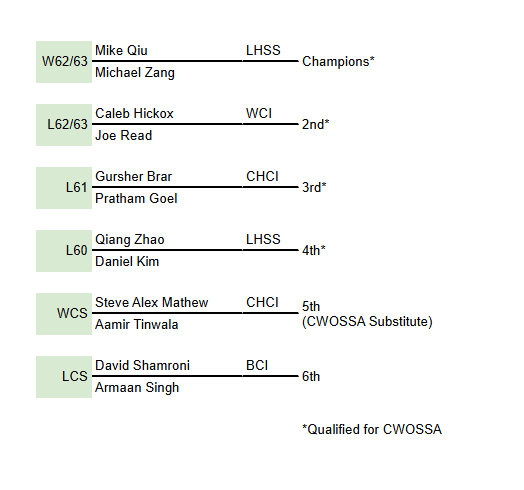 Mike Qiu LHSS
W62/63 Champions*
Michael Zang
Caleb Hickox WCI
L62/63 2nd*
Joe Read
Gursher Brar CHCI
L61 3rd*
Pratham Goel
Qiang Zhao LHSS
L60 4th*
Daniel Kim
Steve Alex Mathew CHCI
WCS 5th
(CWOSSA Substitute)
Aamir Tinwala
David Shamroni BCI
LCS 6th
Armaan Singh
*Qualified for CWOSSA